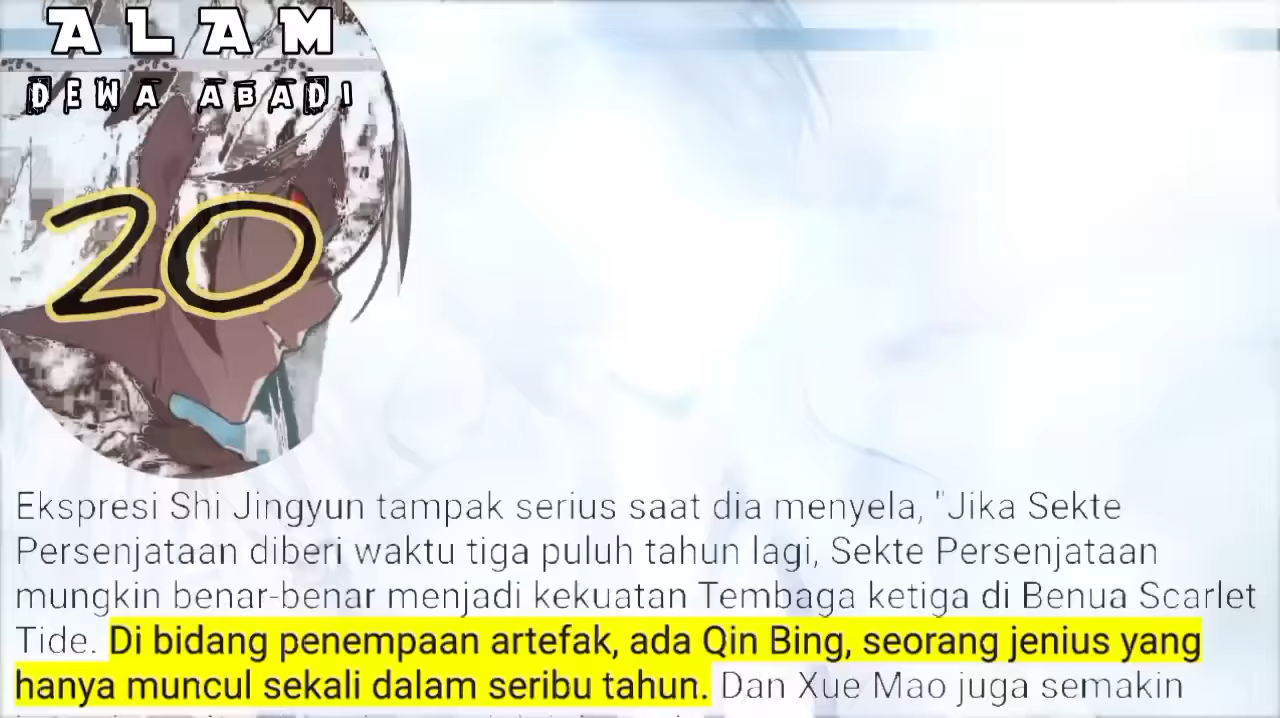 ALAM
DEWA ABADI
20
Ekspresi Shi Jingyun tampak serius saat dia menyela, "Jika Sekte
Persenjataan diberi waktu tiga puluh tahun lagi, Sekte Persenjataan
mungkin benar-benar menjadi kekuatan Tembaga ketiga di Benua Scarlet
Tide. Di bidang penempaan artefak, ada Qin Bing, seorang jenius yang
hanya muncul sekali dalam seribu tahun. Dan Xue Mao juga semakin